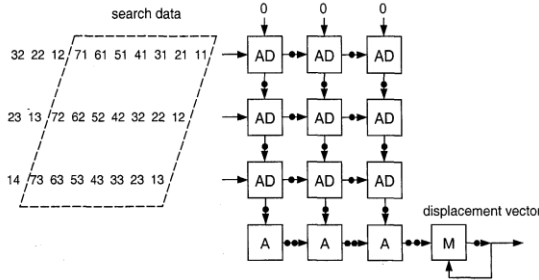 search data
0 0 0
32 22 12 71 61 51 41 31 21 11
AD AD AD
23 13 72 62 52 42 32 22 12
AD AD AD
14 73 63 53 43 33 23 13
AD AD AD
displacement vector
A A A M